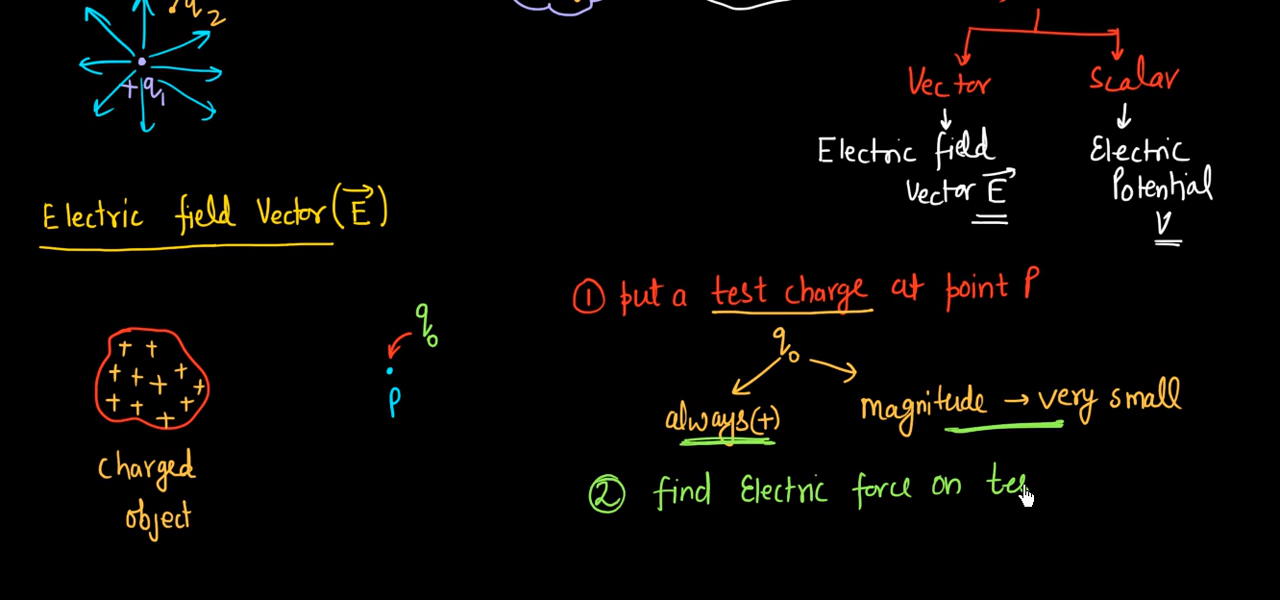 q2
+q1
Vector
Scalar
Electric field
Vector E
Electric
Potential
V
Electric field Vector (E)
① put a test charge at point P
q0
q0
P
always(+)
magnitude → very small
+ +
+ + + +
+ +
+ + + +
charged
object
② find Electric force on tes